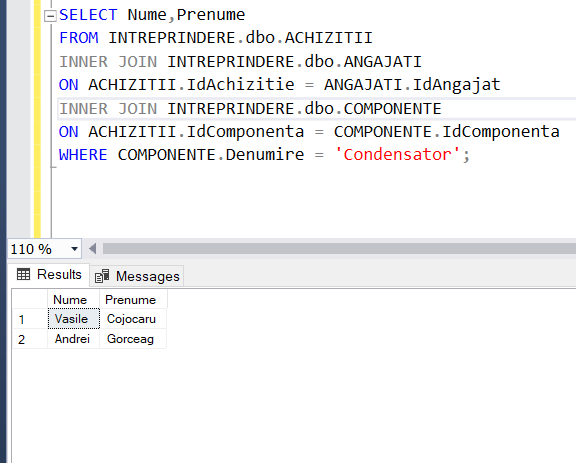 SELECT Nume,Prenume
FROM INTREPRINDERE.dbo.ACHIZITII
INNER JOIN INTREPRINDERE.dbo.ANGAJATI
ON ACHIZITII.IdAchizitie = ANGAJATI.IdAngajat
INNER JOIN INTREPRINDERE.dbo.COMPONENTE
ON ACHIZITII.IdComponenta = COMPONENTE.IdComponenta
WHERE COMPONENTE.Denumire = 'Condensator';
110 %
Results Messages
Nume Prenume
1 Vasile Cojocaru
2 Andrei Gorceag